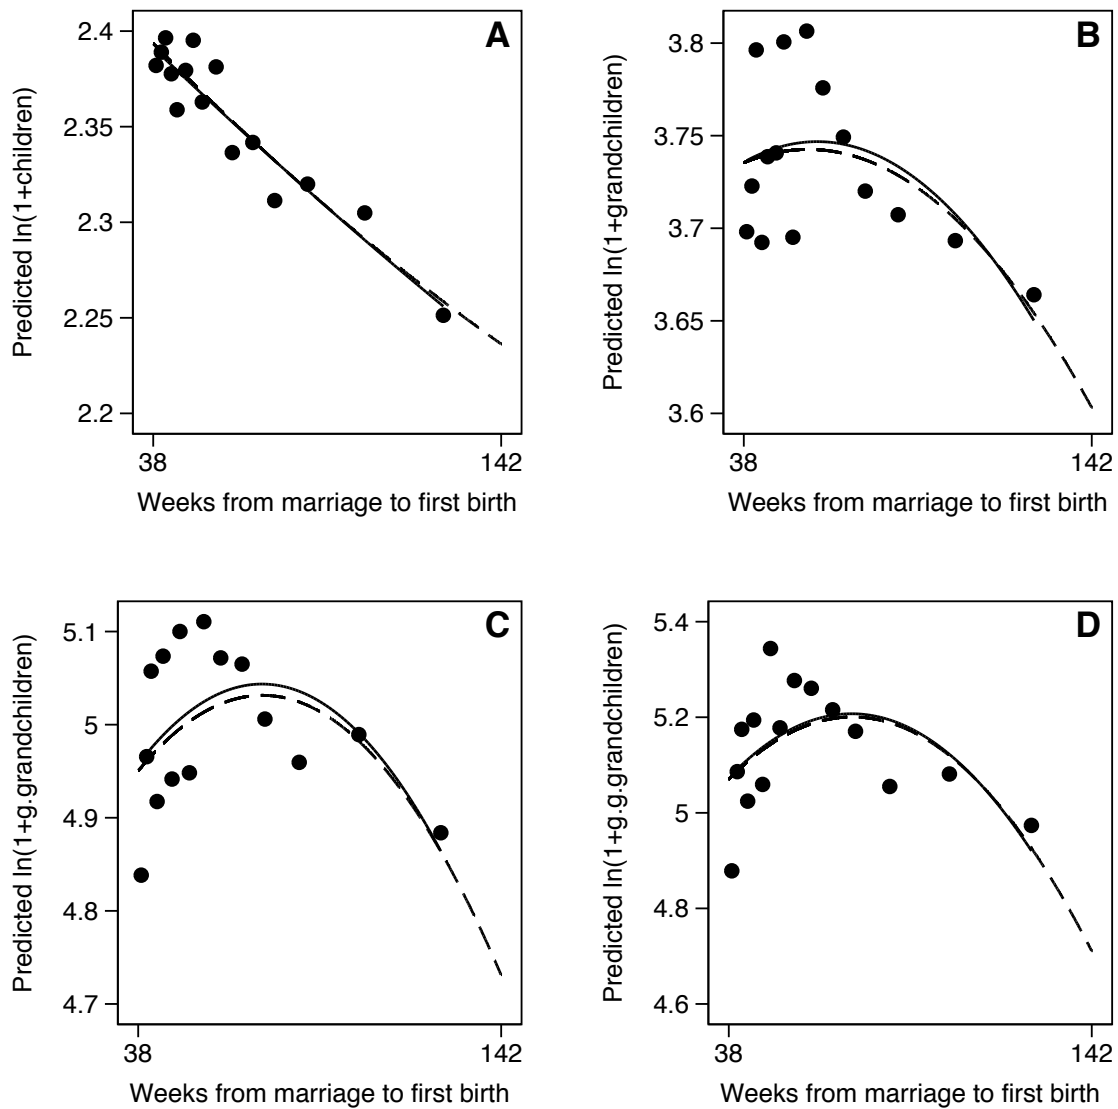 A
Predicted ln(1+children)
2.4
2.35
2.3
2.25
2.2
38
142
Weeks from marriage to first birth
B
Predicted ln(1+grandchildren)
3.8
3.75
3.7
3.65
3.6
38
142
Weeks from marriage to first birth
C
Predicted ln(1+g.grandchildren)
5.1
5
4.9
4.8
4.7
38
142
Weeks from marriage to first birth
D
Predicted ln(1+g.g.grandchildren)
5.4
5.2
5
4.8
4.6
38
142
Weeks from marriage to first birth